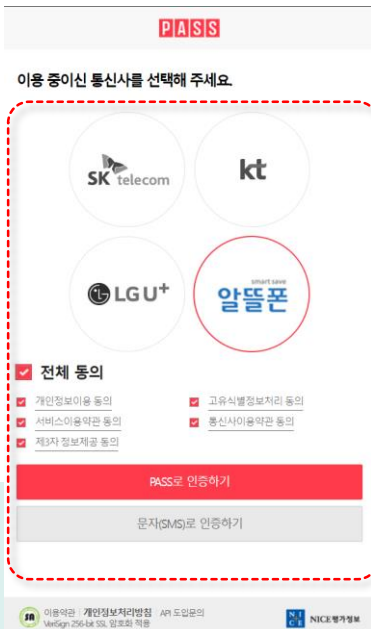 PASS
이용 중이신 통신사를 선택해 주세요.
SK telecom
kt
LG U+
smart save
알뜰폰
전체 동의
개인정보이용 동의
고유식별정보처리 동의
서비스이용약관 동의
통신사이용약관 동의
제3자 정보제공 동의
PASS로 인증하기
문자(SMS)로 인증하기
이용약관 | 개인정보처리방침 | API 도입문의
VeriSign 256-bit SSL 암호화 적용
NICE평가정보